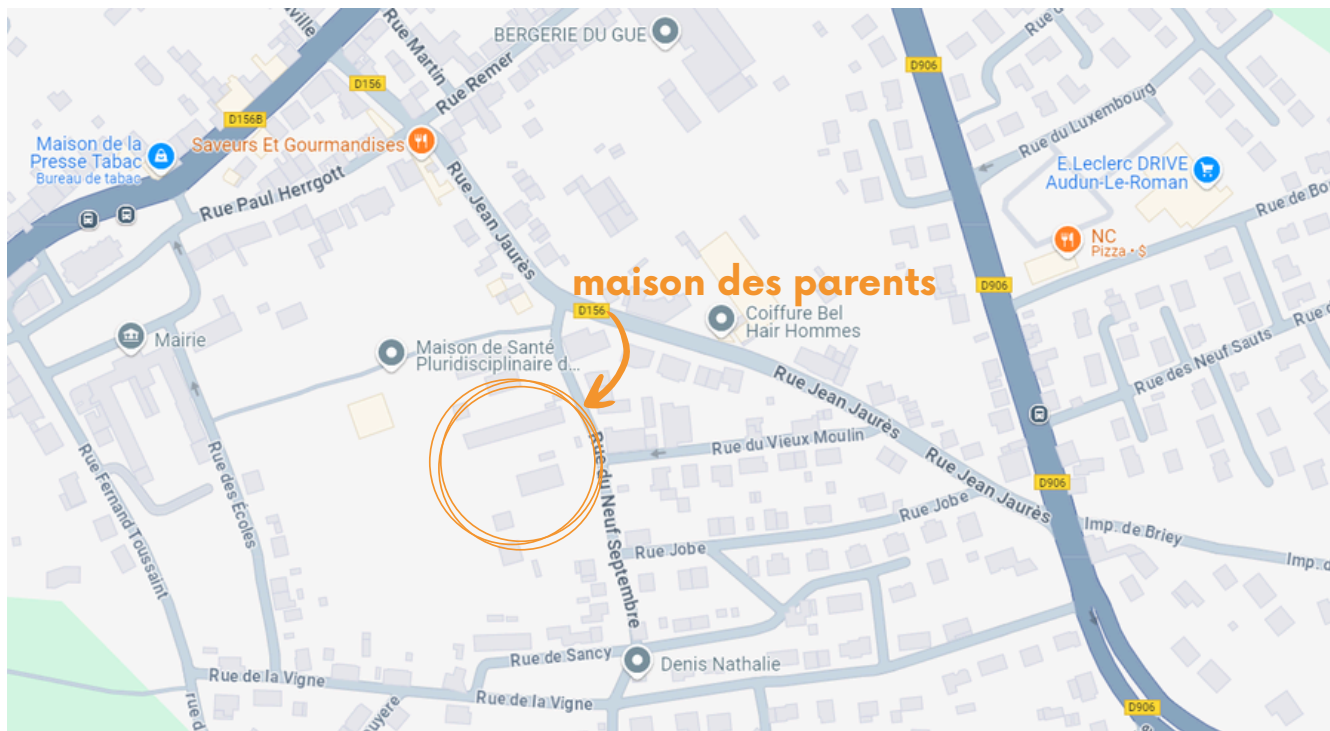 BERGERIE DU GUE
Rue Martin
Rue Remer
D156
D906
D156B
Maison de la
Presse Tabac
Bureau de tabac
Saveurs Et Gourmandises
Rue Paul Herrgott
Rue Jean Jaurès
Rue du Luxembourg
E.Leclerc DRIVE
Audun-Le-Roman
NC
Pizza • $
maison des parents
D156
D906
Coiffure Bel
Hair Hommes
Mairie
Maison de Santé
Pluridisciplinaire d...
Rue des Neuf Sauts
Rue Jean Jaurès
Rue du Vieux Moulin
Rue du Neuf Septembre
Rue Jean Jaurès
D906
Rue Fernand Toussaint
Rue des Écoles
Rue Jobe
Rue Jobe
Imp. de Briey
Rue de Sancy
Denis Nathalie
Rue de la Vigne
Rue de la Vigne
D906